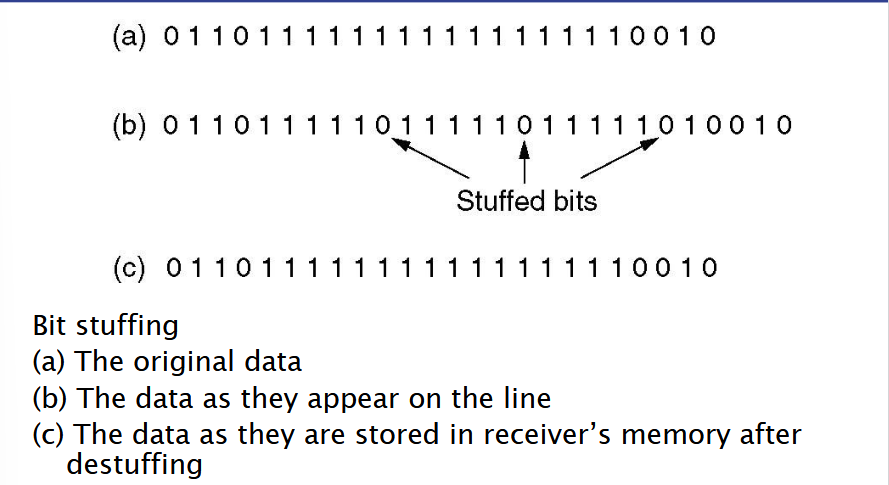 (a) 0 1 1 0 1 1 1 1 1 1 1 1 1 1 1 1 1 1 1 1 0 0 1 0
(b) 0 1 1 0 1 1 1 1 1 0 1 1 1 1 1 0 1 1 1 1 1 0 1 0 0 1 0
Stuffed bits
(c) 0 1 1 0 1 1 1 1 1 1 1 1 1 1 1 1 1 1 1 1 0 0 1 0
Bit stuffing
(a) The original data
(b) The data as they appear on the line
(c) The data as they are stored in receiver's memory after
destuffing